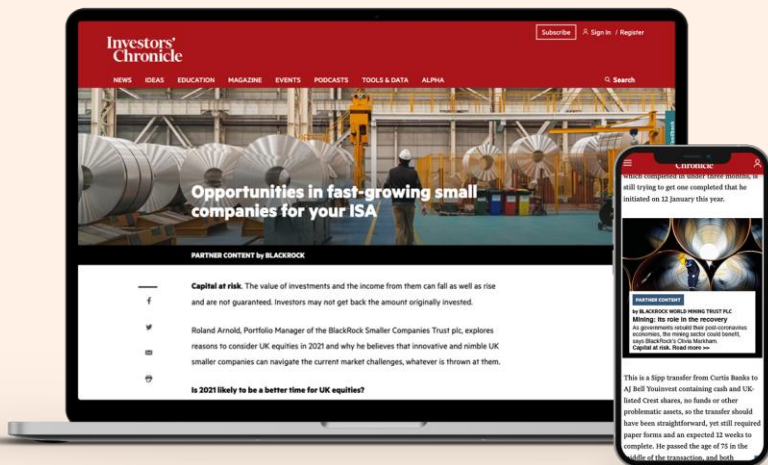 Investors'
Chronicle
Subscribe
Sign In / Register
NEWS IDEAS EDUCATION MAGAZINE EVENTS PODCASTS TOOLS & DATA ALPHA
Search
Opportunities in fast-growing small
companies for your ISA
PARTNER CONTENT by BLACKROCK
Capital at risk. The value of investments and the income from them can fall as well as rise
and are not guaranteed. Investors may not get back the amount originally invested.
Roland Arnold, Portfolio Manager of the BlackRock Smaller Companies Trust plc, explores
reasons to consider UK equities in 2021 and why he believes that innovative and nimble UK
smaller companies can navigate the current market challenges, whatever is thrown at them.
Is 2021 likely to be a better time for UK equities?
Chronicle
which completed in under three months, is
still trying to get one completed that he
initiated on 12 January this year.
PARTNER CONTENT
by BLACKROCK WORLD MINING TRUST PLC
Mining: Its role in the recovery
As governments rebuild their post-coronavirus
economies, the mining sector could benefit,
says BlackRock's Olivia Markham.
Capital at risk. Read more >>
This is a Sipp transfer from Curtis Banks to
AJ Bell Youinvest containing cash and UK-
listed Crest shares, no funds or other
problematic assets, so the transfer should
have been straightforward, yet still required
paper forms and an expected 12 weeks to
complete. He passed the age of 75 in the
middle of the transaction, and both